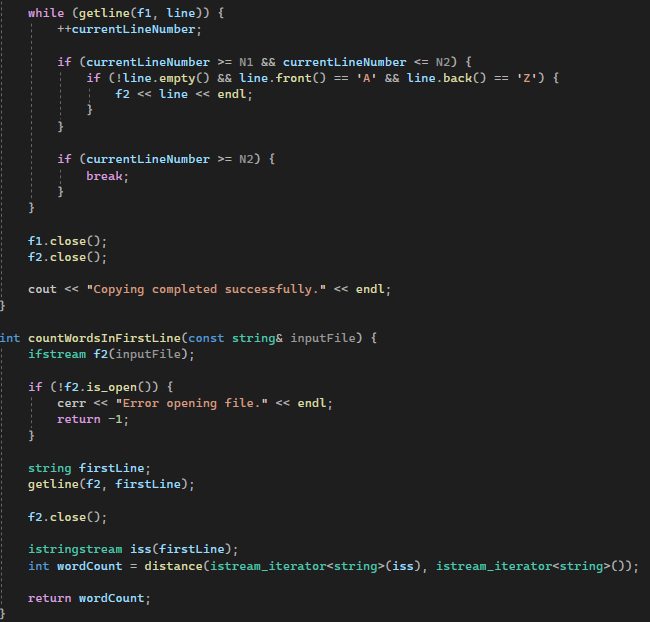 while (getline(f1, line)) {
        ++currentLineNumber;

        if (currentLineNumber >= N1 && currentLineNumber <= N2) {
            if (!line.empty() && line.front() == 'A' && line.back() == 'Z') {
                f2 << line << endl;
            }
        }

        if (currentLineNumber >= N2) {
            break;
        }
    }

    f1.close();
    f2.close();

    cout << "Copying completed successfully." << endl;
}

int countWordsInFirstLine(const string& inputFile) {
    ifstream f2(inputFile);

    if (!f2.is_open()) {
        cerr << "Error opening file." << endl;
        return -1;
    }

    string firstLine;
    getline(f2, firstLine);

    f2.close();

    istringstream iss(firstLine);
    int wordCount = distance(istream_iterator<string>(iss), istream_iterator<string>());

    return wordCount;
}